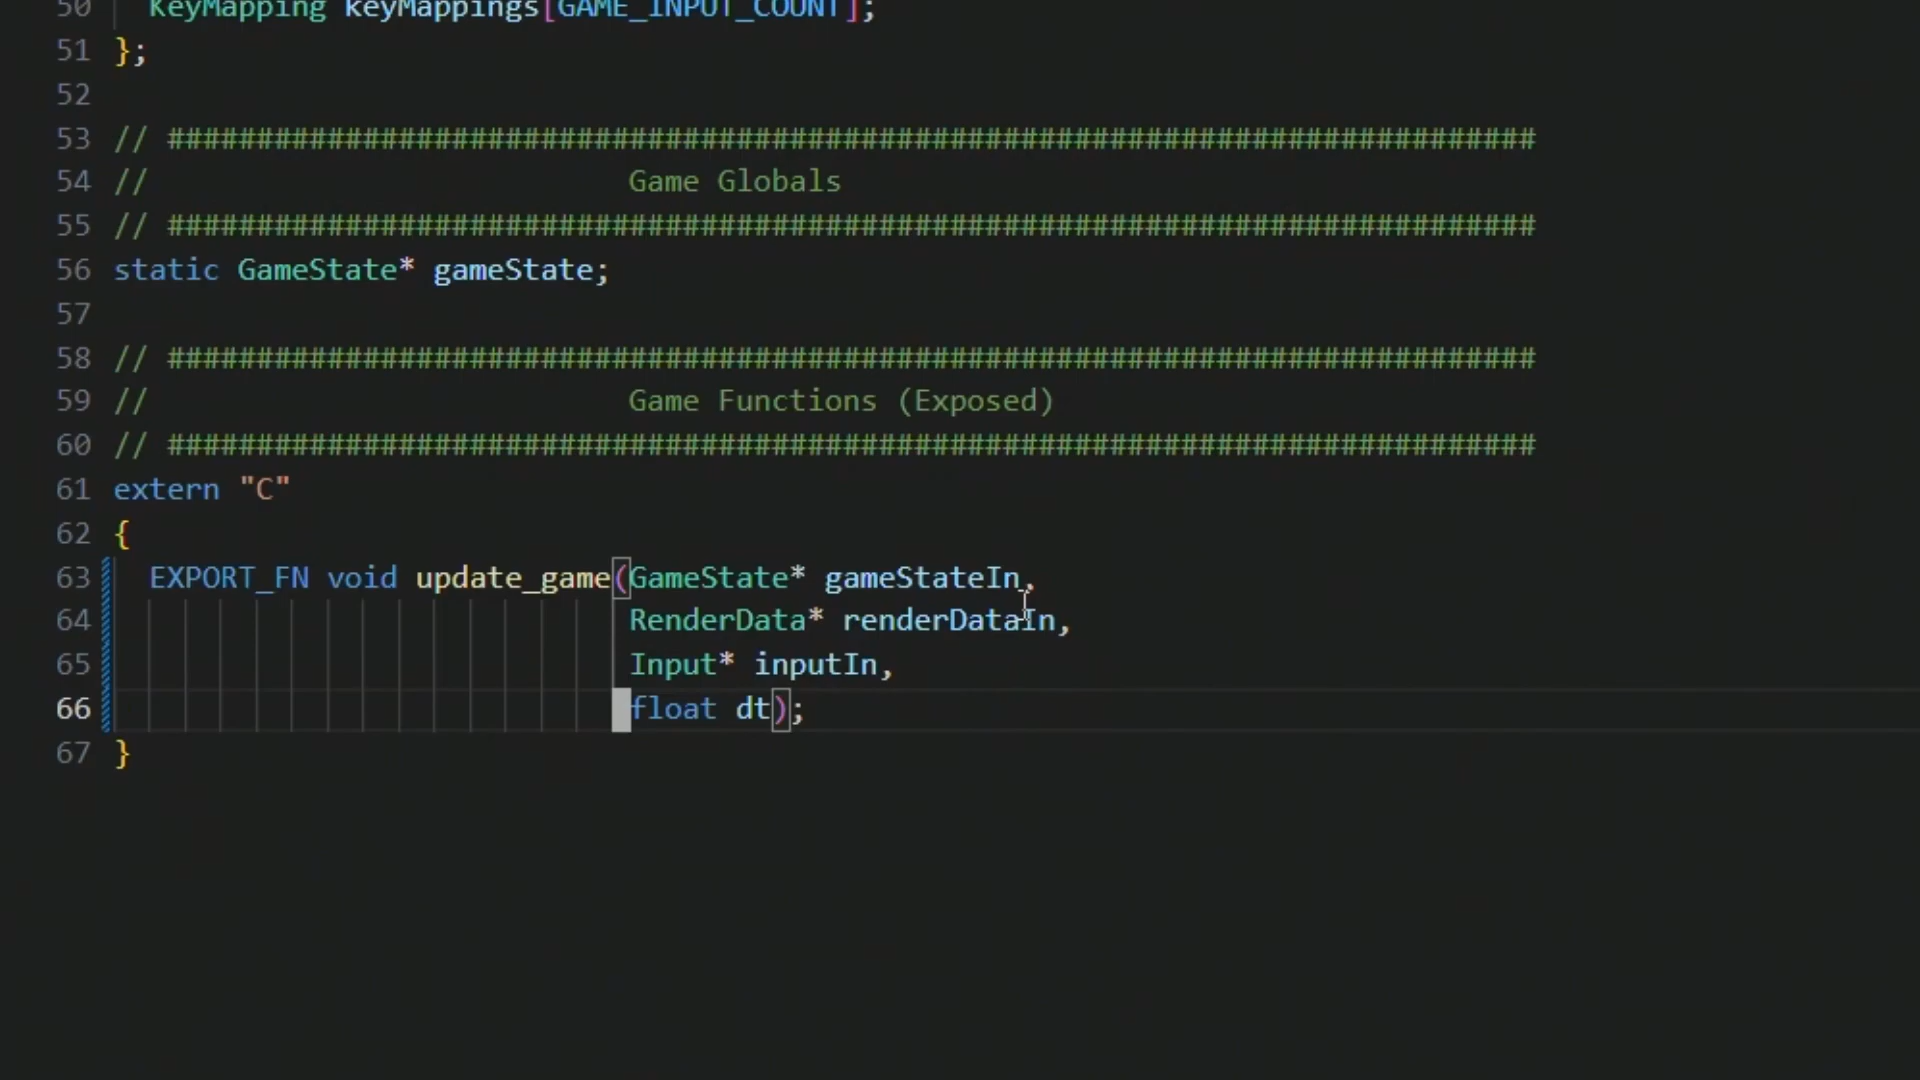 50 KeyMapping keyMappings[GAME_INPUT_COUNT];
51 };
52
53 // #############################################################################
54 // Game Globals
55 // #############################################################################
56 static GameState* gameState;
57
58 // #############################################################################
59 // Game Functions (Exposed)
60 // #############################################################################
61 extern "C"
62 {
63 EXPORT_FN void update_game(GameState* gameStateIn,
64 RenderData* renderDataIn,
65 Input* inputIn,
66 float dt);
67 }